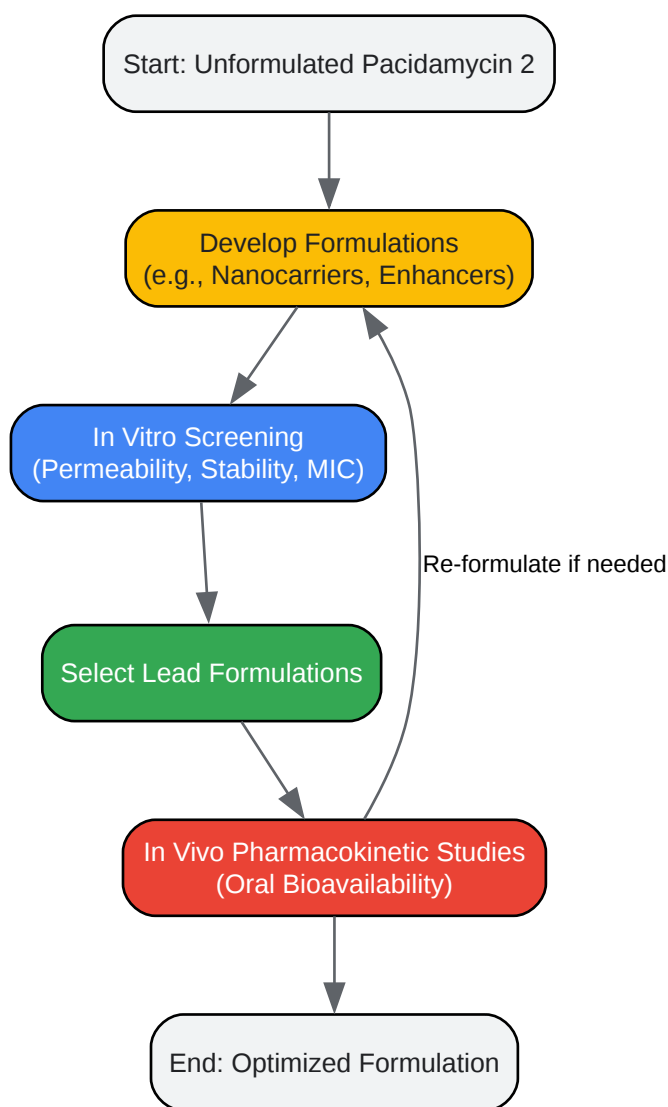 Start: Unformulated Pacidamycin 2
Develop Formulations
(e.g., Nanocarriers, Enhancers)
In Vitro Screening
(Permeability, Stability, MIC)
Re-formulate if needed
Select Lead Formulations
In Vivo Pharmacokinetic Studies
(Oral Bioavailability)
End: Optimized Formulation